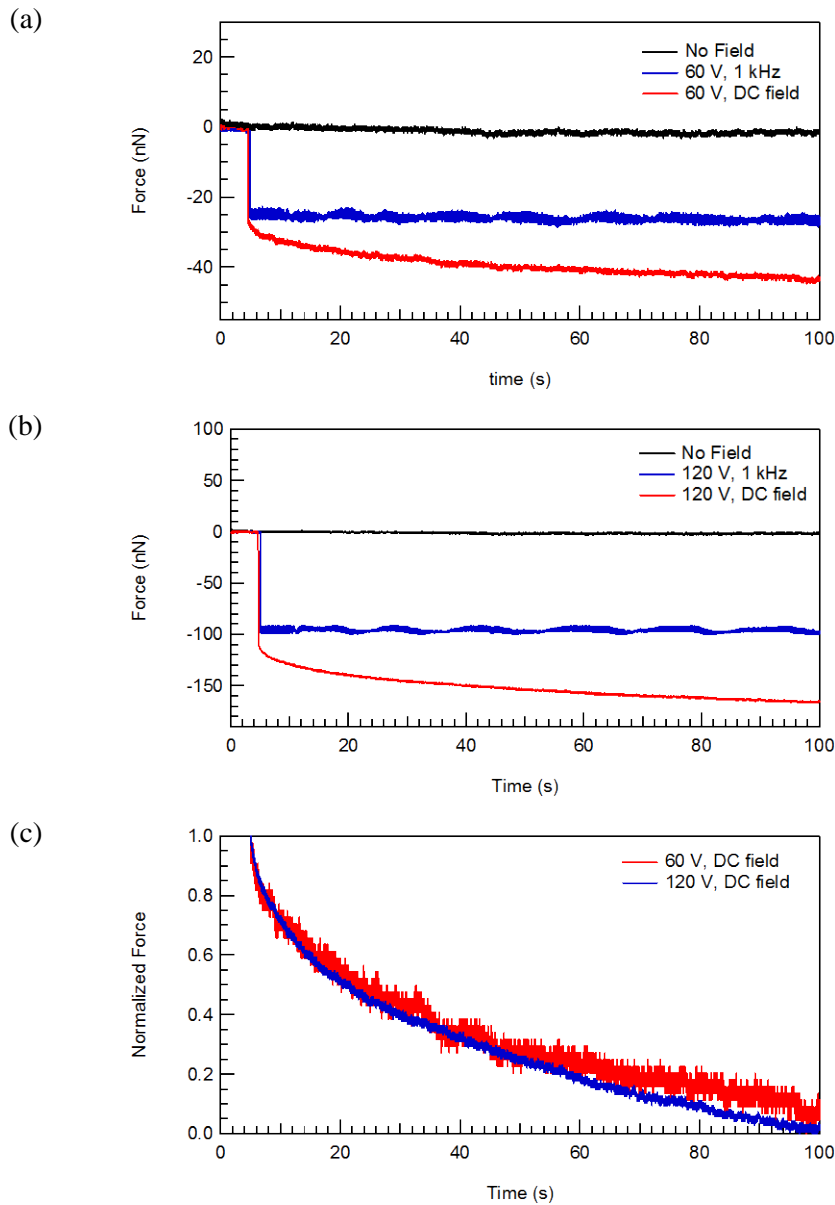 (a)
20
0
-20
-40
Force (nN)
No Field
60 V, 1 kHz
60 V, DC field
0 20 40 60 80 100
time (s)
(b)
100
50
0
-50
-100
-150
Force (nN)
No Field
120 V, 1 kHz
120 V, DC field
0 20 40 60 80 100
Time (s)
(c)
1.0
0.8
0.6
0.4
0.2
0.0
Normalized Force
60 V, DC field
120 V, DC field
0 20 40 60 80 100
Time (s)